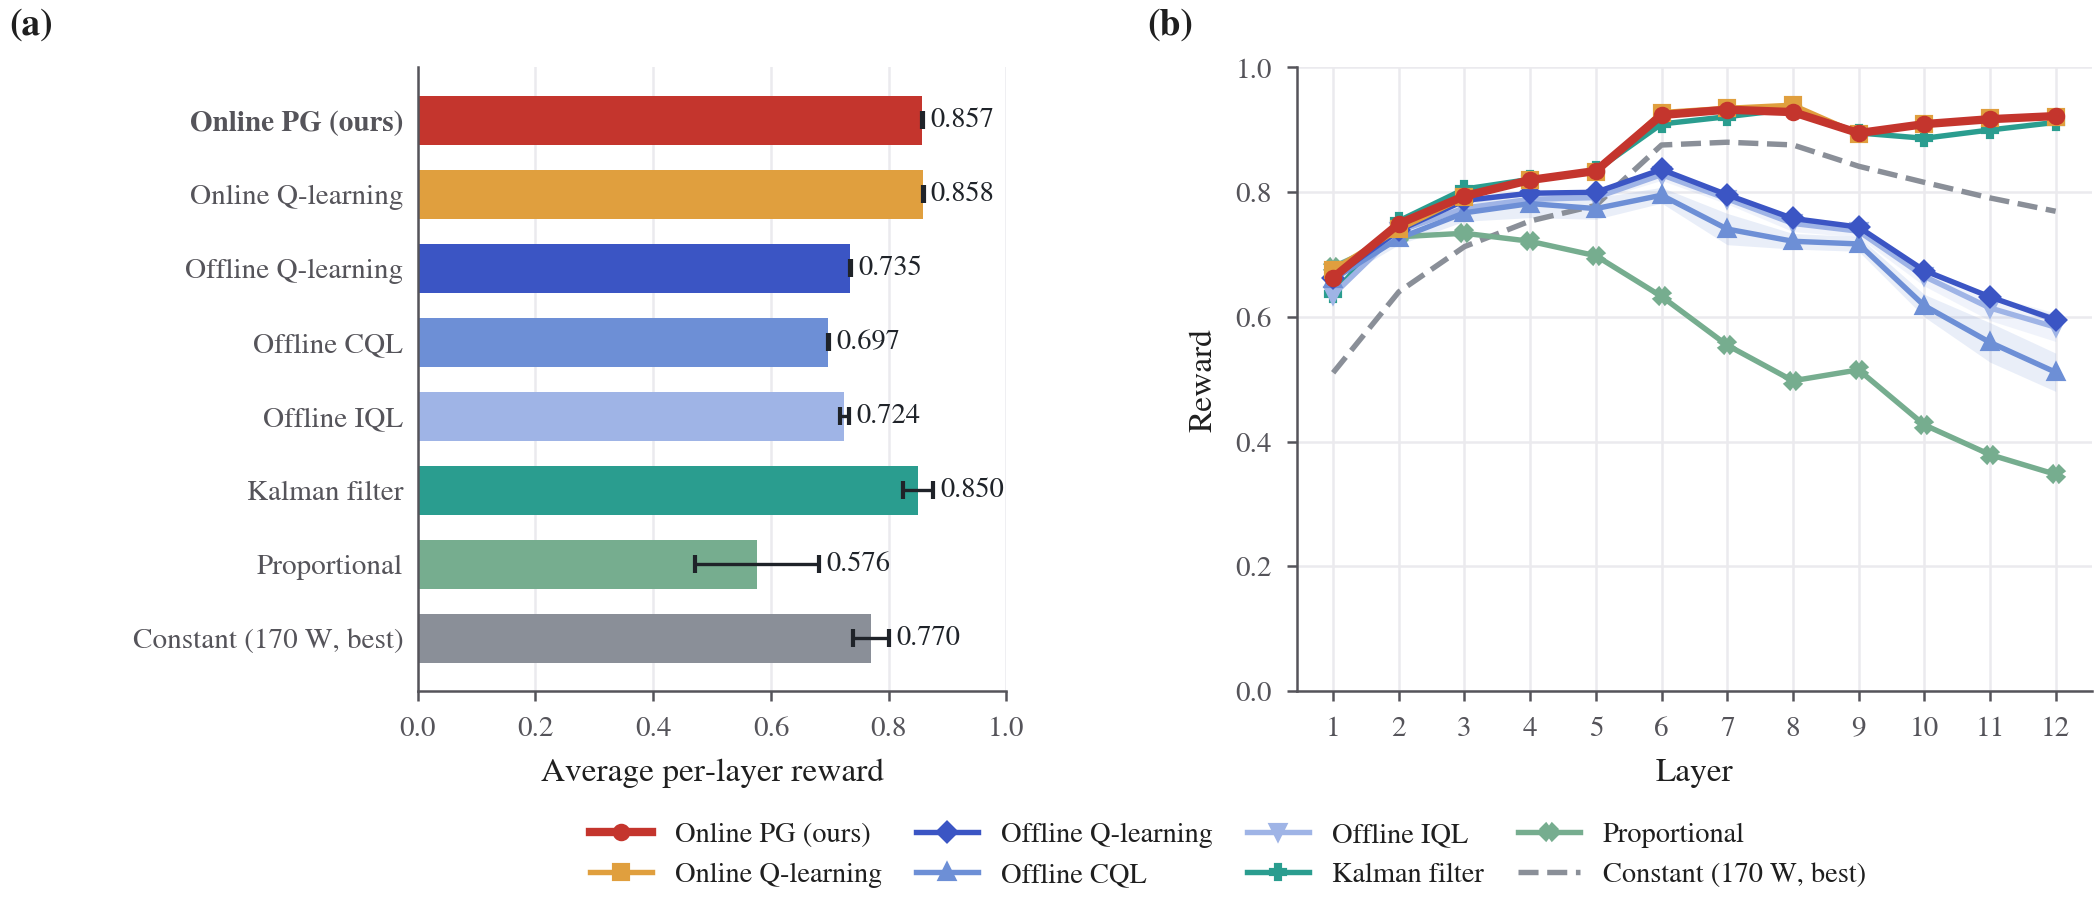 (a)
Online PG (ours)
0.857
Online Q-learning
0.858
Offline Q-learning
0.735
Offline CQL
0.697
Offline IQL
0.724
Kalman filter
0.850
Proportional
0.576
Constant (170 W, best)
0.770
0.0 0.2 0.4 0.6 0.8 1.0
Average per-layer reward
(b)
1.0
0.8
0.6
0.4
0.2
0.0
Reward
1 2 3 4 5 6 7 8 9 10 11 12
Layer
Online PG (ours) Offline Q-learning Offline IQL Proportional
Online Q-learning Offline CQL Kalman filter Constant (170 W, best)